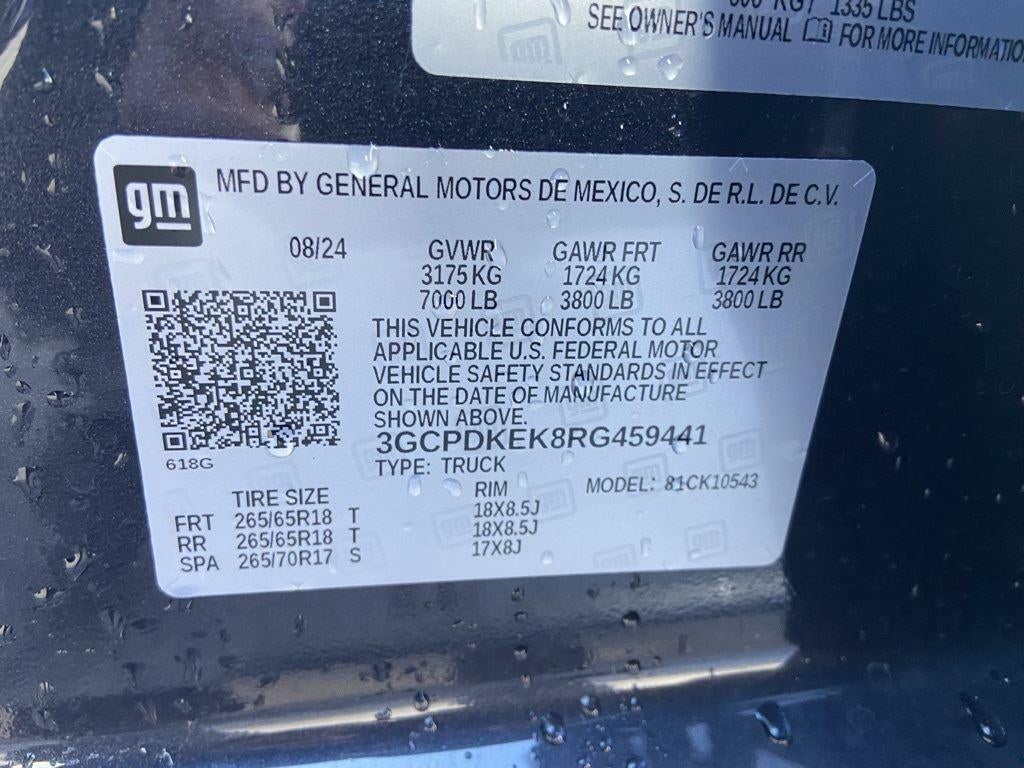 KG 1335 LBS
SEE OWNER'S MANUAL FOR MORE INFORMATIO
gm
MFD BY GENERAL MOTORS DE MEXICO, S. DE R.L. DE C.V.
08/24 GVWR GAWR FRT GAWR RR
3175 KG 1724 KG 1724 KG
7000 LB 3800 LB 3800 LB
THIS VEHICLE CONFORMS TO ALL
APPLICABLE U.S. FEDERAL MOTOR
VEHICLE SAFETY STANDARDS IN EFFECT
ON THE DATE OF MANUFACTURE
SHOWN ABOVE.
3GCPDKEK8RG459441
618G
TYPE: TRUCK
TIRE SIZE RIM MODEL: 81CK10543
FRT 265/65R18 T 18X8.5J
RR 265/65R18 T 18X8.5J
SPA 265/70R17 S 17X8J